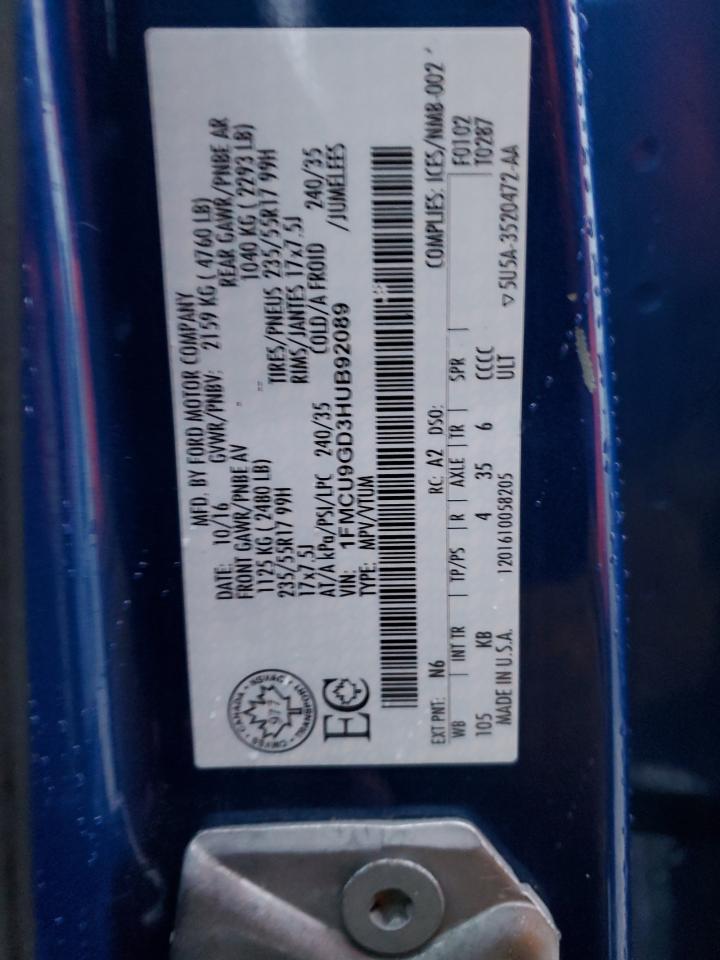 MFD. BY FORD MOTOR COMPANY
DATE: 10/16 GVWR/PNBV: 2159 KG ( 4760 LB)
FRONT GAWR/PNBE AV REAR GAWR/PNBE AR
1125 KG ( 2480 LB) 1040 KG ( 2293 LB)
235/55R17 99H TIRES/PNEUS 235/55R17 99H
17x7.5J RIMS/JANTES 17x7.5J
AT/A kPa/PSI/LPC 240/35 COLD/A FROID 240/35
VIN: 1FMCU9GD3HUB92089 /JUMELEES
TYPE: MPV/VTUM
977
EC
EXT PNT: N6 RC: A2 DSO: COMPLIES: ICES/NMB-002
WB INT TR TP/PS R AXLE TR SPR F0102
105 KB 4 35 6 CCCC T0287
MADE IN U.S.A. 1201610058205 ULT ▽5U5A-3520472-AA